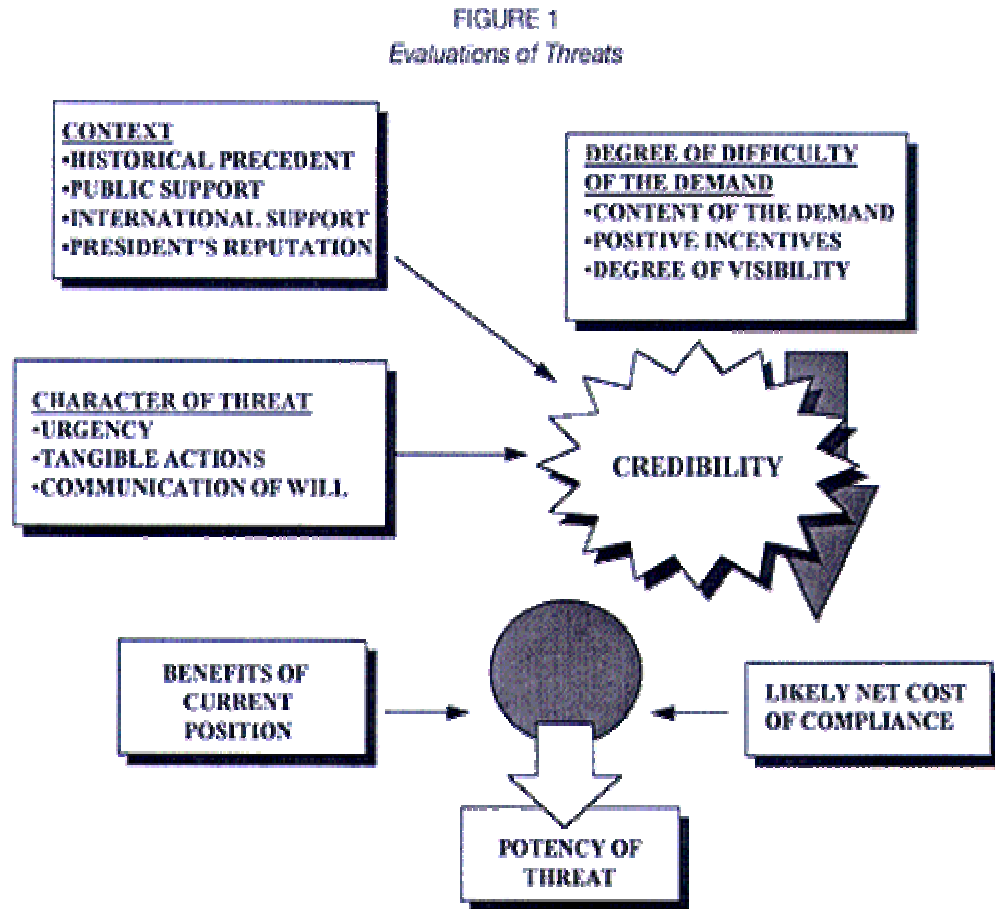 FIGURE 1
Evaluations of Threats
CONTEXT
•HISTORICAL PRECEDENT
•PUBLIC SUPPORT
•INTERNATIONAL SUPPORT
•PRESIDENT'S REPUTATION
DEGREE OF DIFFICULTY
OF THE DEMAND
•CONTENT OF THE DEMAND
•POSITIVE INCENTIVES
•DEGREE OF VISIBILITY
CHARACTER OF THREAT
•URGENCY
•TANGIBLE ACTIONS
•COMMUNICATION OF WILL
CREDIBILITY
BENEFITS OF
CURRENT
POSITION
LIKELY NET COST
OF COMPLIANCE
POTENCY OF
THREAT